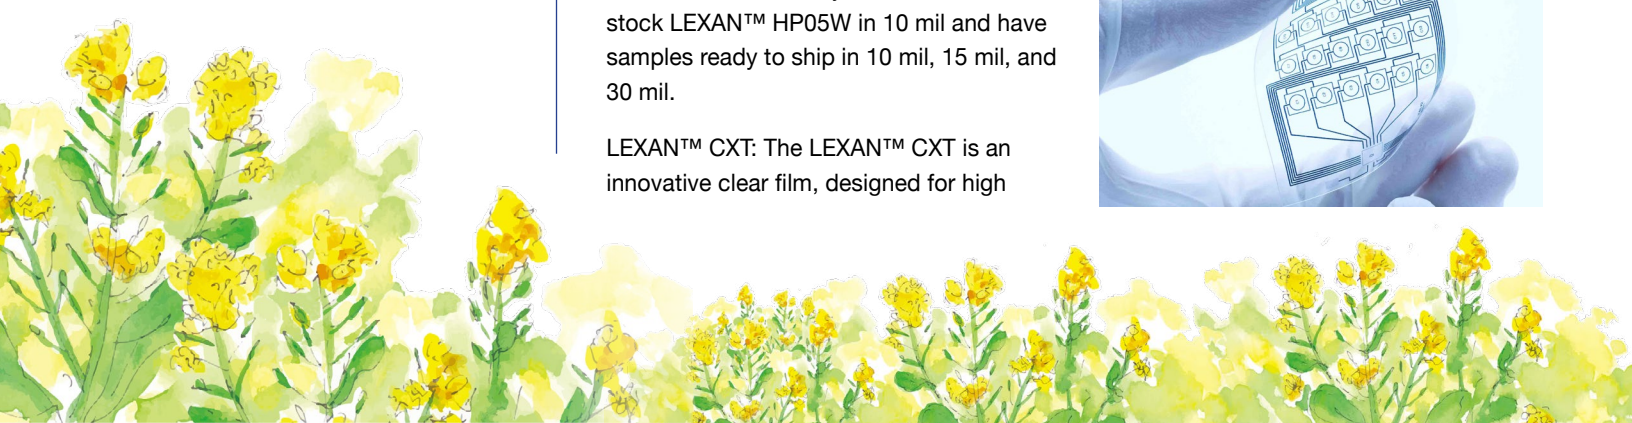 stock LEXAN™ HP05W in 10 mil and have
samples ready to ship in 10 mil, 15 mil, and
30 mil.
LEXAN™ CXT: The LEXAN™ CXT is an
innovative clear film, designed for high